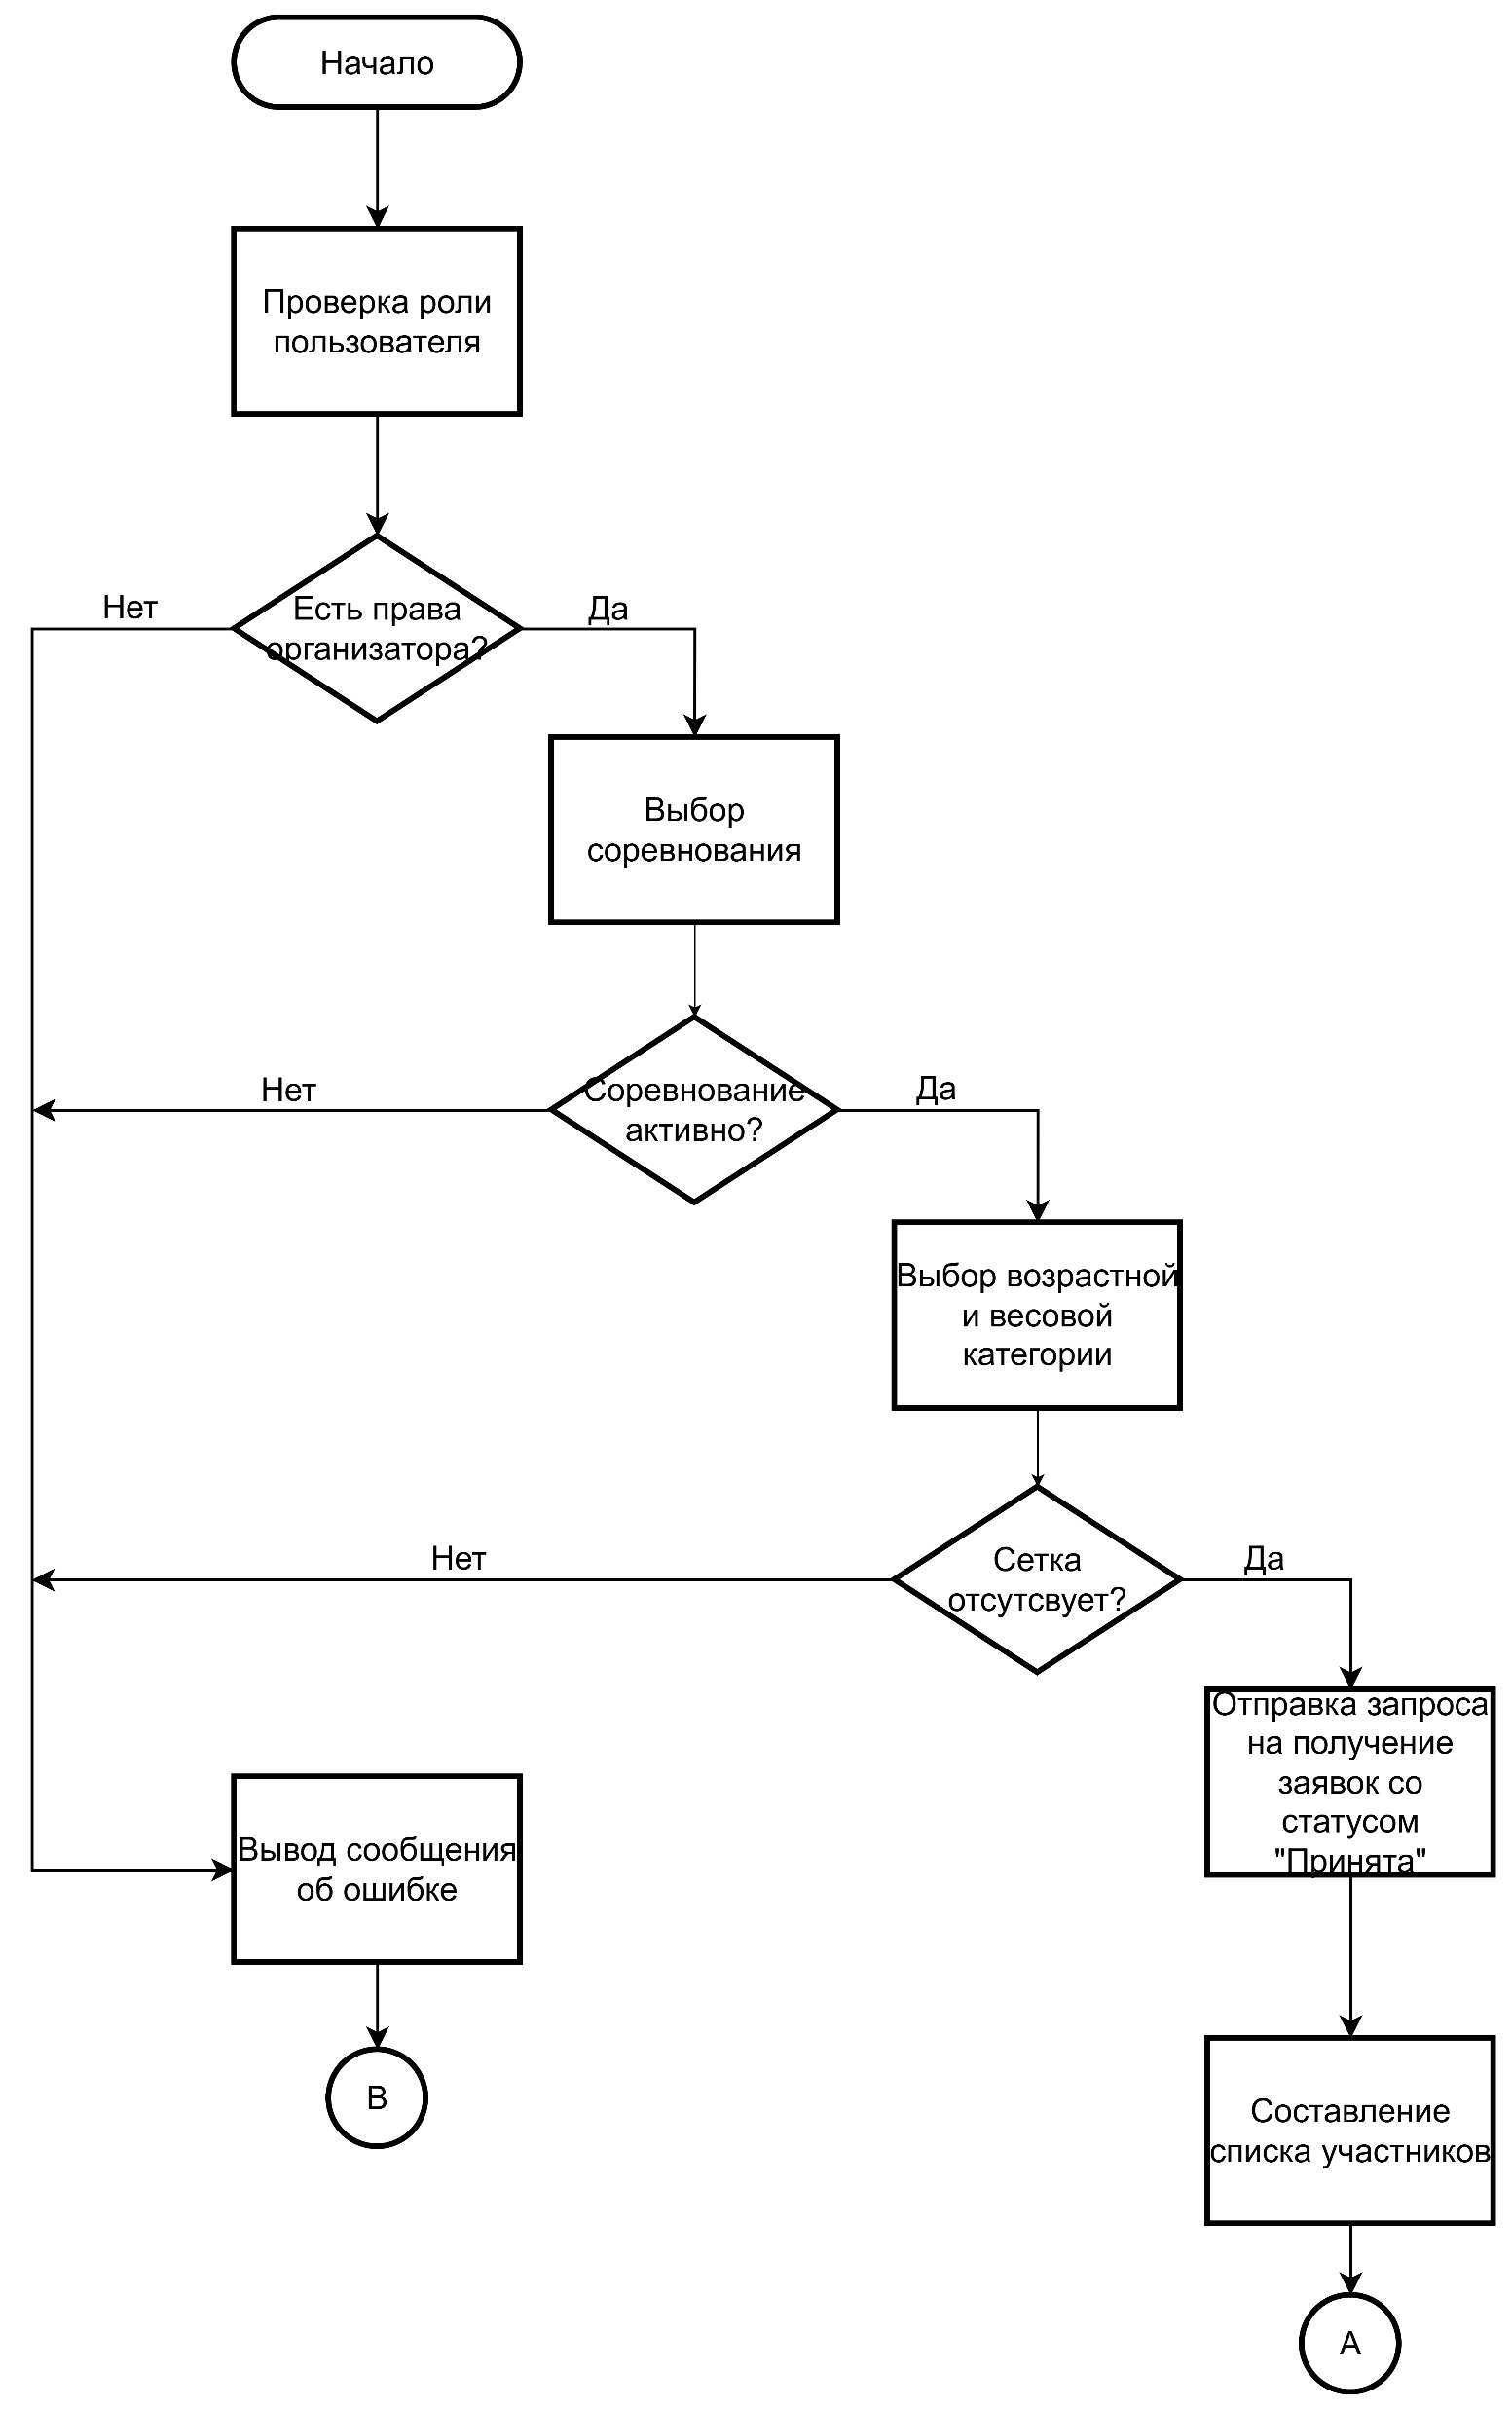 Начало
Проверка роли
пользователя
Нет
Есть права
организатора?
Да
Выбор
соревнования
Нет
Соревнование
активно?
Да
Выбор возрастной
и весовой
категории
Нет
Сетка
отсутсвует?
Да
Отправка запроса
на получение
заявок со
статусом
"Принята"
Вывод сообщения
об ошибке
В
Составление
списка участников
А